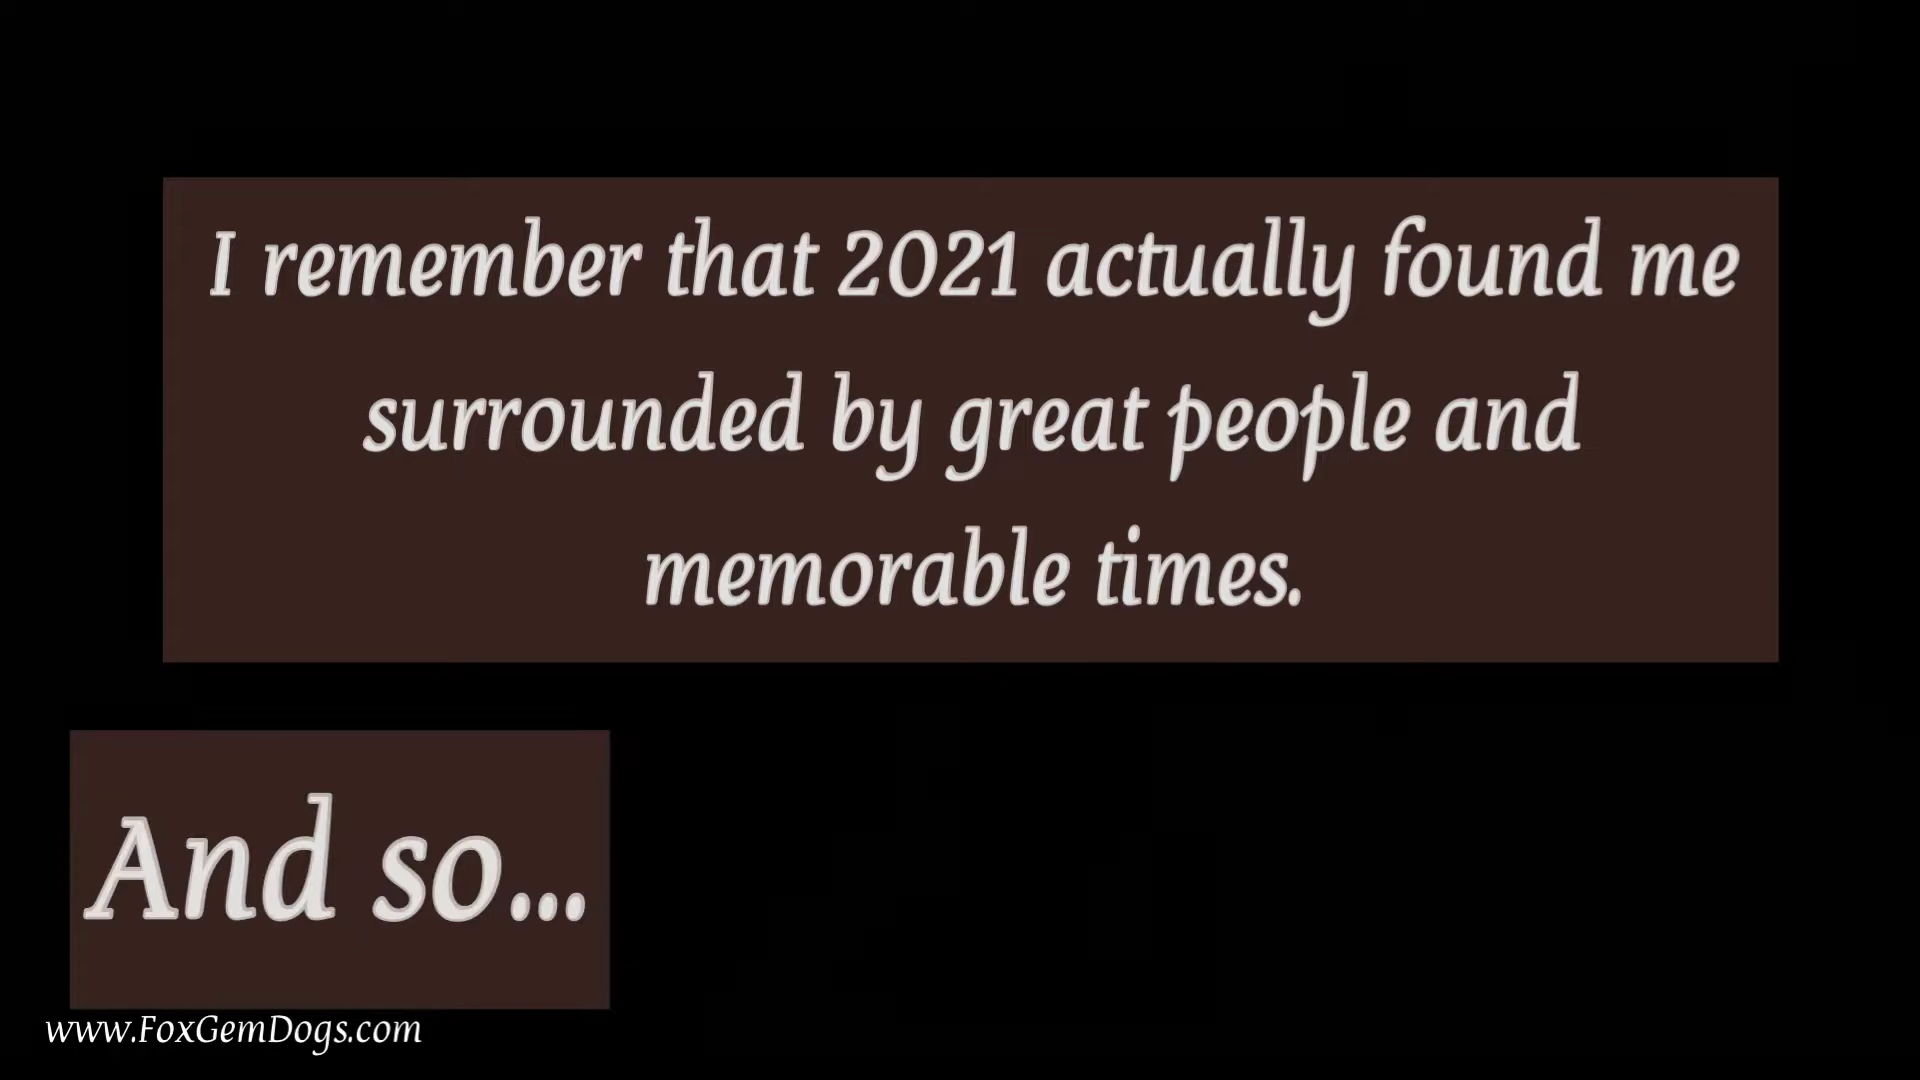 I remember that 2021 actually found me
surrounded by great people and
memorable times.
And so...
www.FoxGemDogs.com